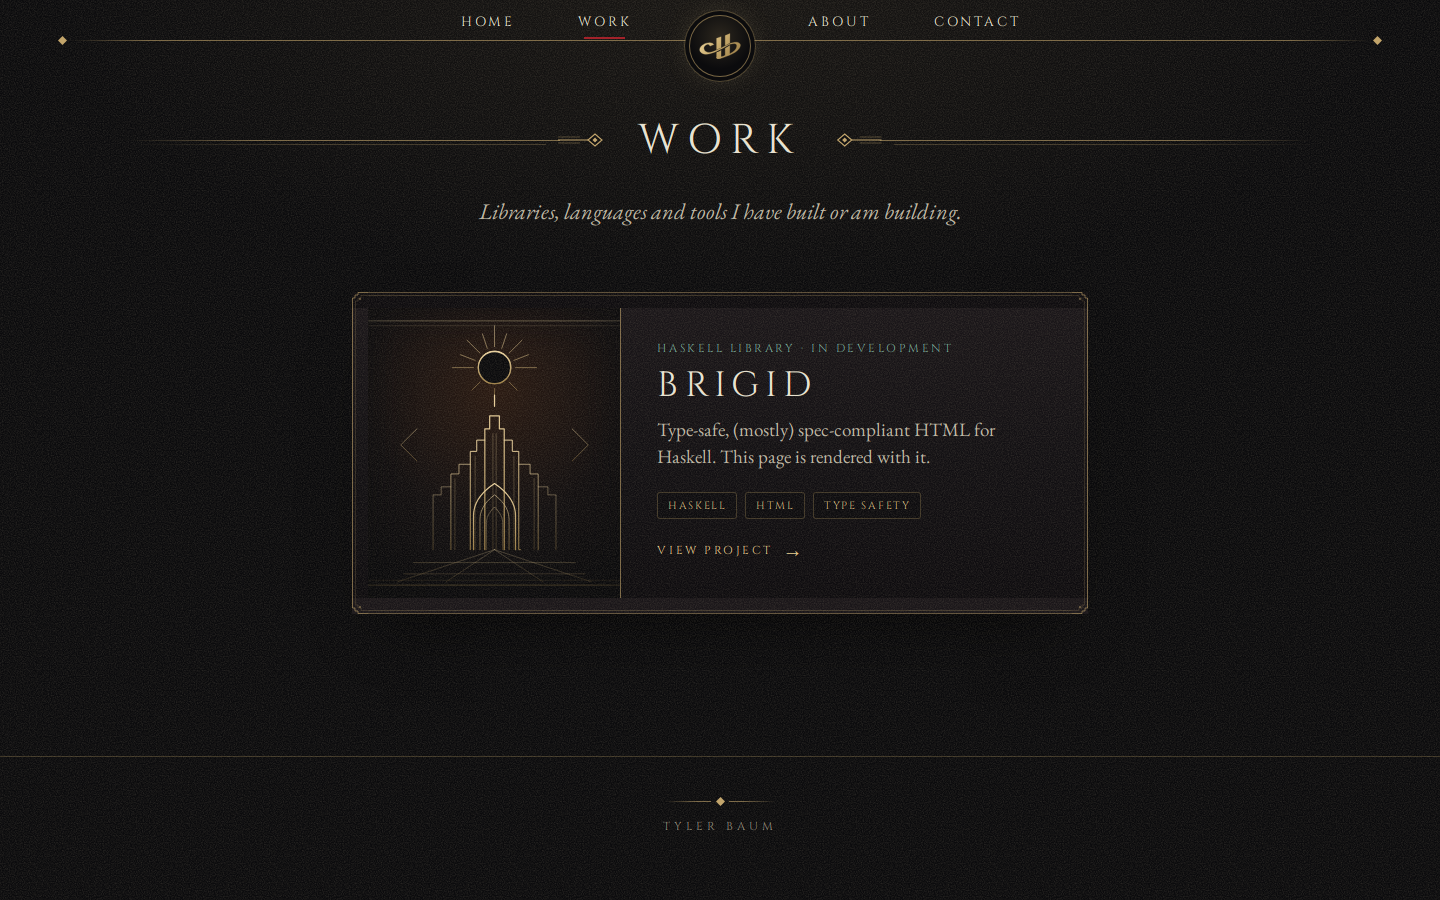 HOME WORK ABOUT CONTACT
WORK
Libraries, languages and tools I have built or am building.
HASKELL LIBRARY · IN DEVELOPMENT
BRIGID
Type-safe, (mostly) spec-compliant HTML for
Haskell. This page is rendered with it.
HASKELL HTML TYPE SAFETY
VIEW PROJECT →
TYLER BAUM